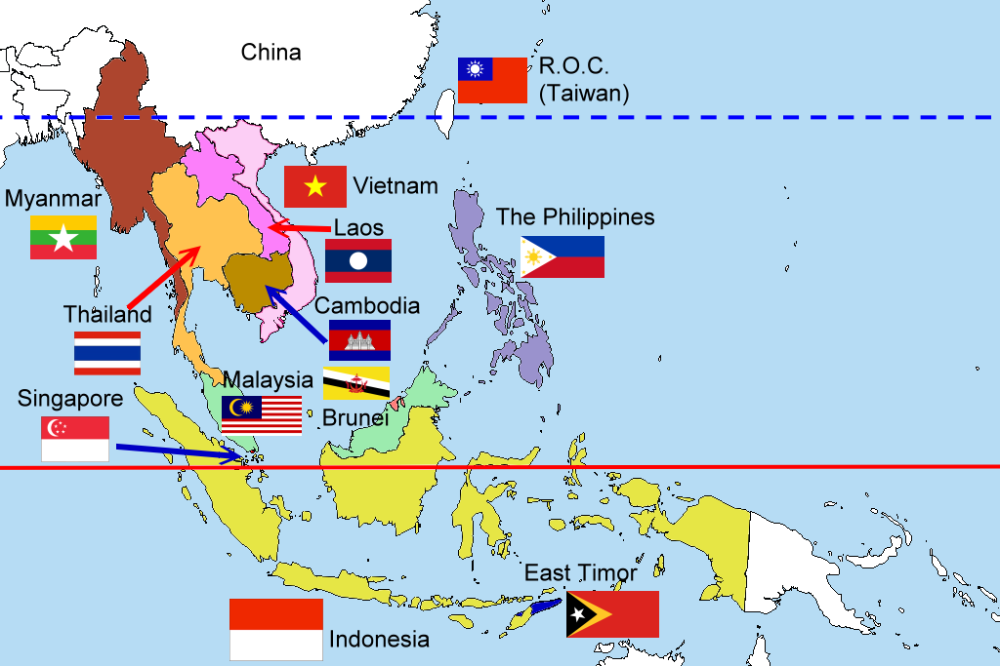 China
R.O.C.
(Taiwan)
Vietnam
Myanmar
The Philippines
Laos
Cambodia
Thailand
Malaysia
Singapore
Brunei
East Timor
Indonesia